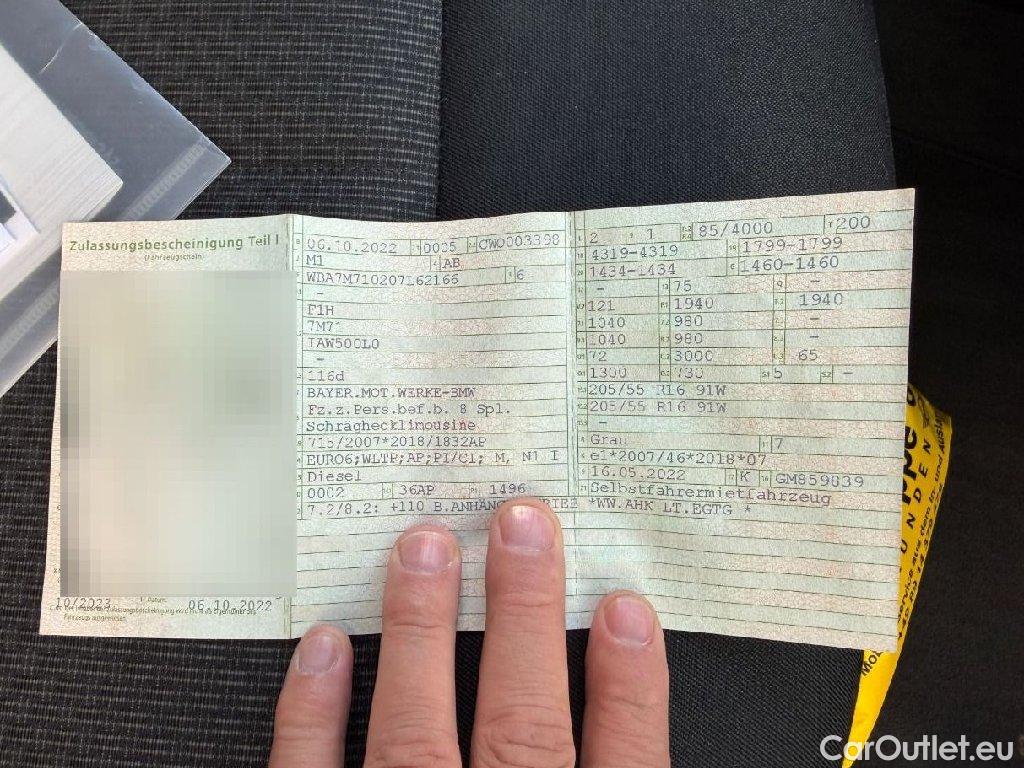 Zulassungsbescheinigung Teil I
(Fahrzeugschein)
06.10.2022 0005 CW0003398
M1 AB
WBA7M710207L62166 6
F1H
7M71
TAW500L0
-
116d
BAYER.MOT.WERKE-BMW
Fz.z.Pers.bef.b. 8 Spl.
Schräghecklimousine
715/2007*2018/1832AP
EURO6;WLTP;AP;PI/CI; M, N1 I
Diesel
0002 36AP 1496
7.2/8.2: +110 B.ANHÄNG *WW.AHK LT.EGTG *
2 1 85/4000 200
4319-4319 1799-1799
1434-1434 1460-1460
- 75 -
121 1940 1940
1040 980 -
1040 980 -
72 3000 65
1300 730 5 -
205/55 R16 91W
205/55 R16 91W
-
Grau 7
e1*2007/46*2018*07
16.05.2022 K GM859839
Selbstfahrermietfahrzeug
10/2023 06.10.2022
CarOutlet.eu